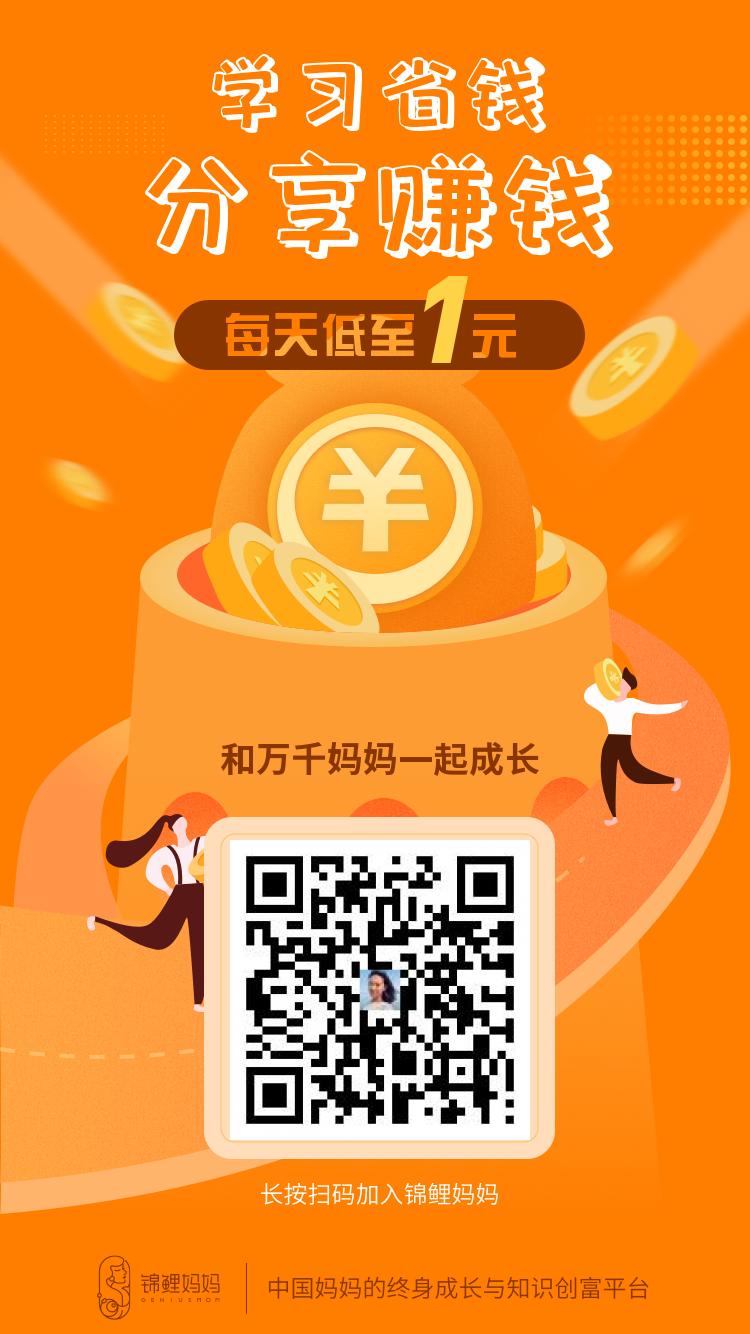 学习省钱
分享赚钱
每天低至1元
和万千妈妈一起成长
长按扫码加入锦鲤妈妈
锦鲤妈妈
GENIUSMOM
中国妈妈的终身成长与知识创富平台